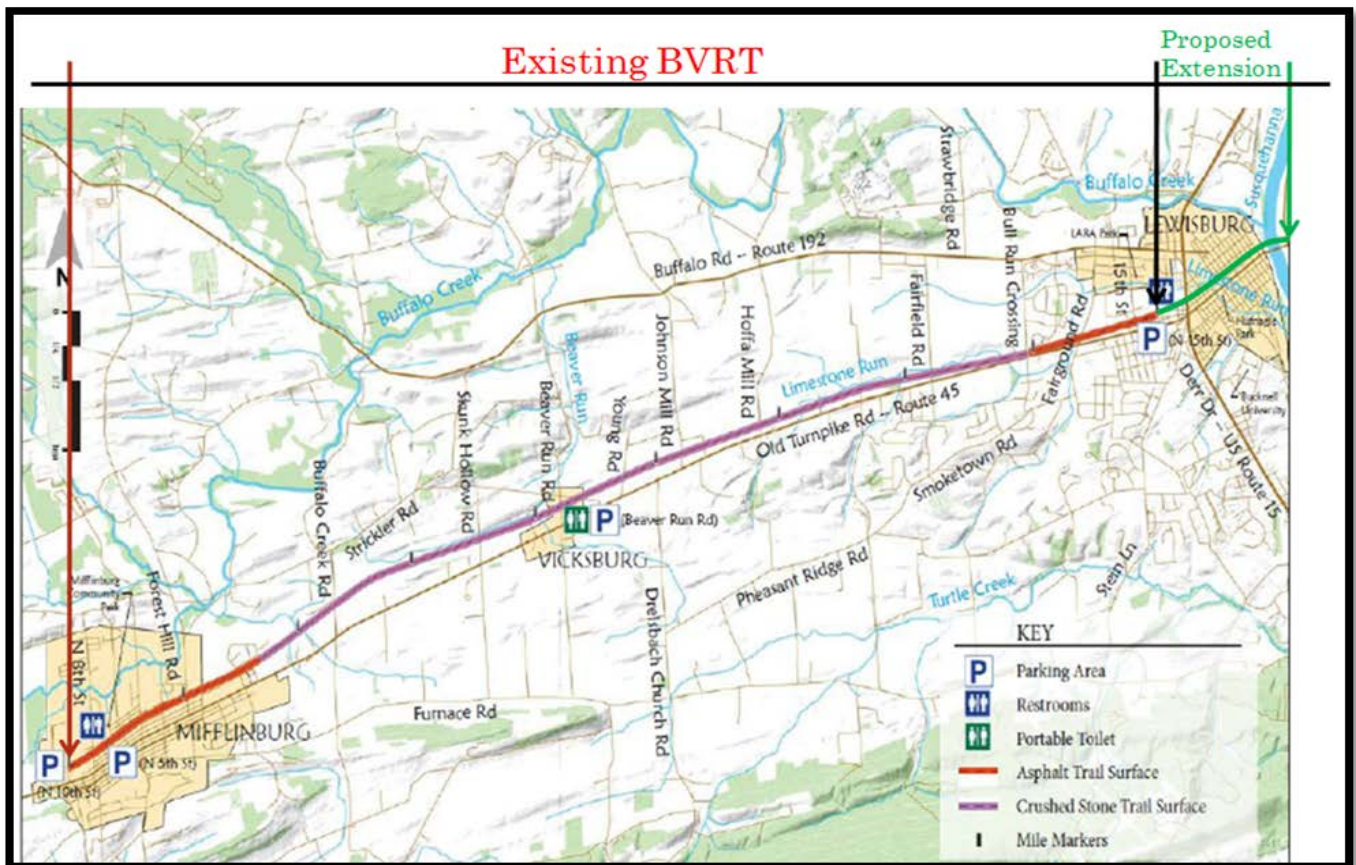 Existing BVRT
Proposed
Extension
Susquehanna
Strawbridge Rd
Buffalo Creek
Bull Run Crossing
LARA Park
LEWISBURG
Buffalo Rd -- Route 192
15th St
Limestone Run
N
Buffalo Creek
Fairfield Rd
Fairground Rd
Hufnagle
Park
P
(N 15th St)
0
Johnson Mill Rd
Hoffa Mill Rd
Beaver Run
Limestone Run
Derr Dr -- US Route 15
Bucknell
University
Old Turnpike Rd -- Route 45
Skunk Hollow Rd
Beaver Run Rd
Young Rd
Smoketown Rd
Buffalo Creek Rd
Strickler Rd
P
(Beaver Run Rd)
VICKSBURG
Pheasant Ridge Rd
Stein Ln
Turtle Creek
Mifflinburg
Community
Park
Forest Hill Rd
Dreisbach Church Rd
N 8th St
Furnace Rd
MIFFLINBURG
P
P
(N 5th St)
(N 10th St)
KEY
P Parking Area
Restrooms
Portable Toilet
Asphalt Trail Surface
Crushed Stone Trail Surface
Mile Markers